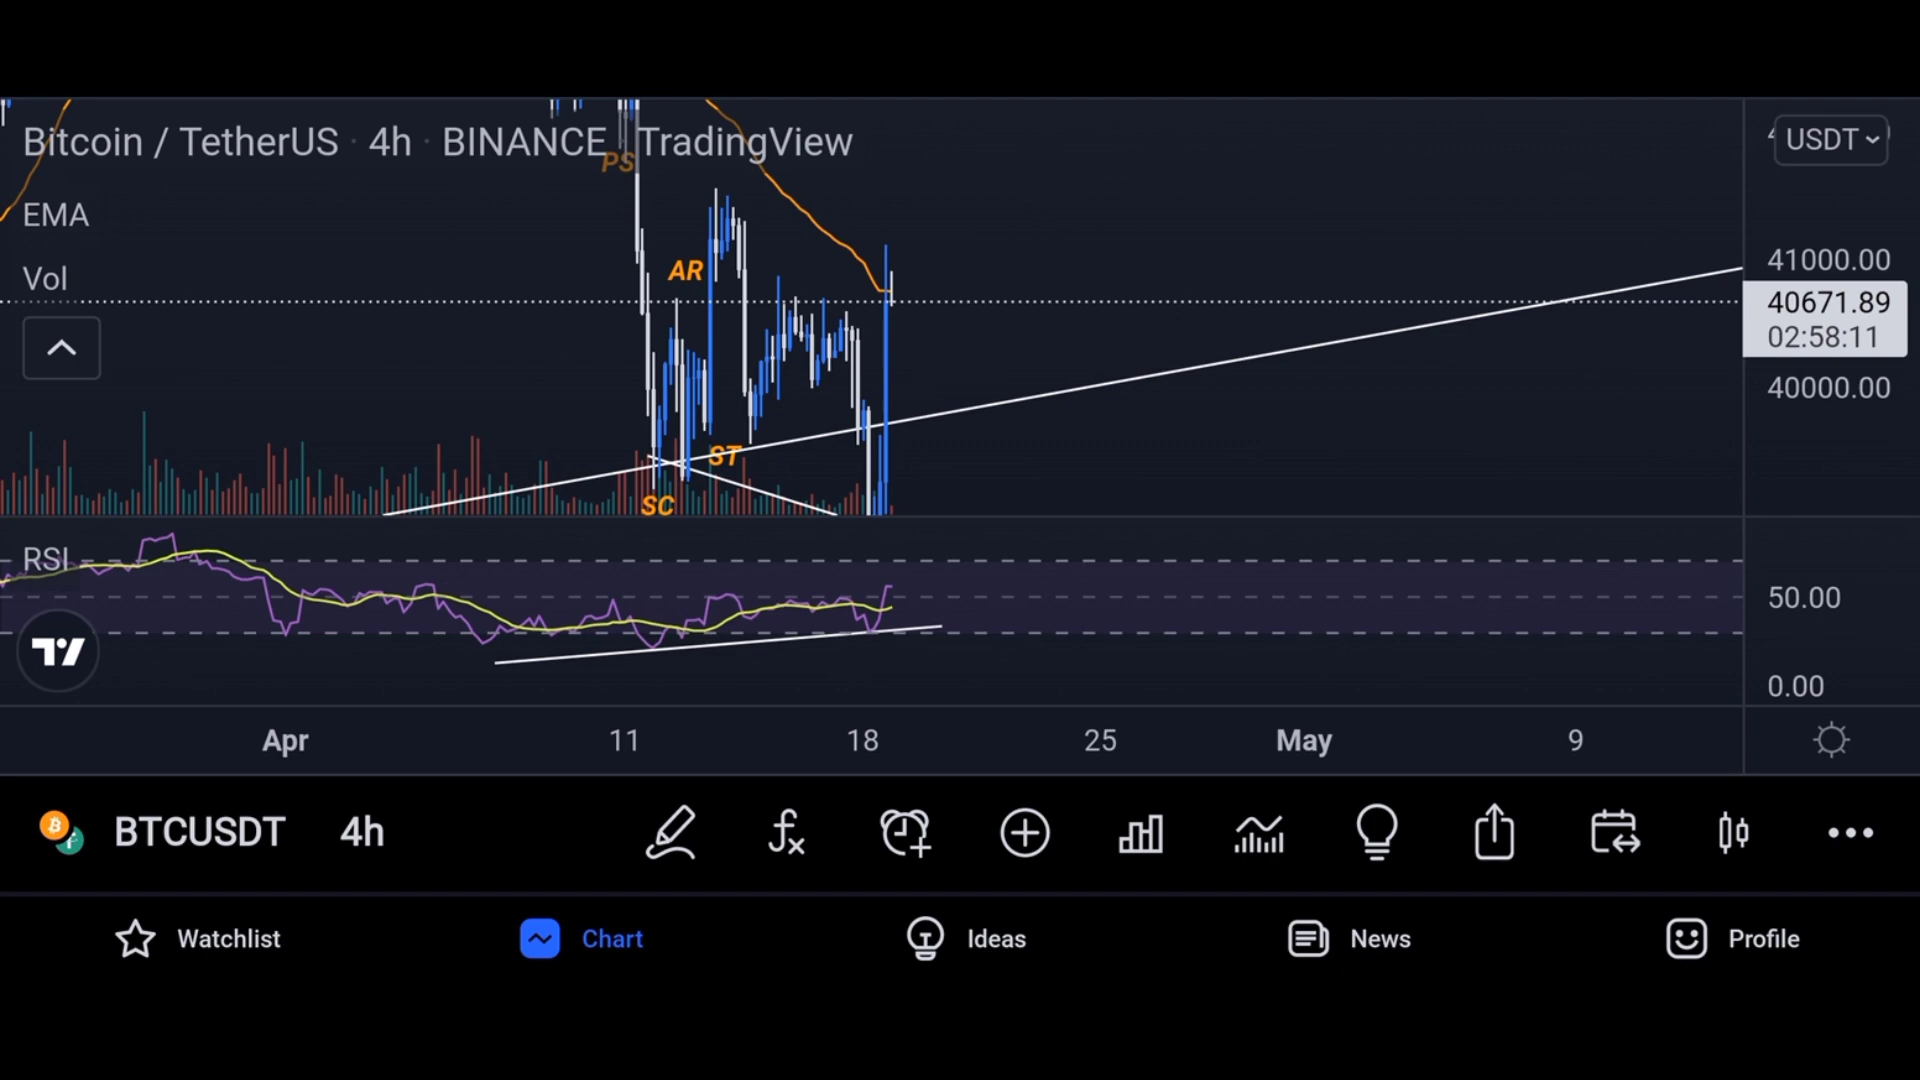 Bitcoin / TetherUS · 4h · BINANCE · TradingView
USDT
PS
EMA
41000.00
AR
Vol
40671.89
02:58:11
40000.00
ST
SC
RSI
50.00
0.00
Apr 11 18 25 May 9
BTCUSDT 4h
Watchlist Chart Ideas News Profile